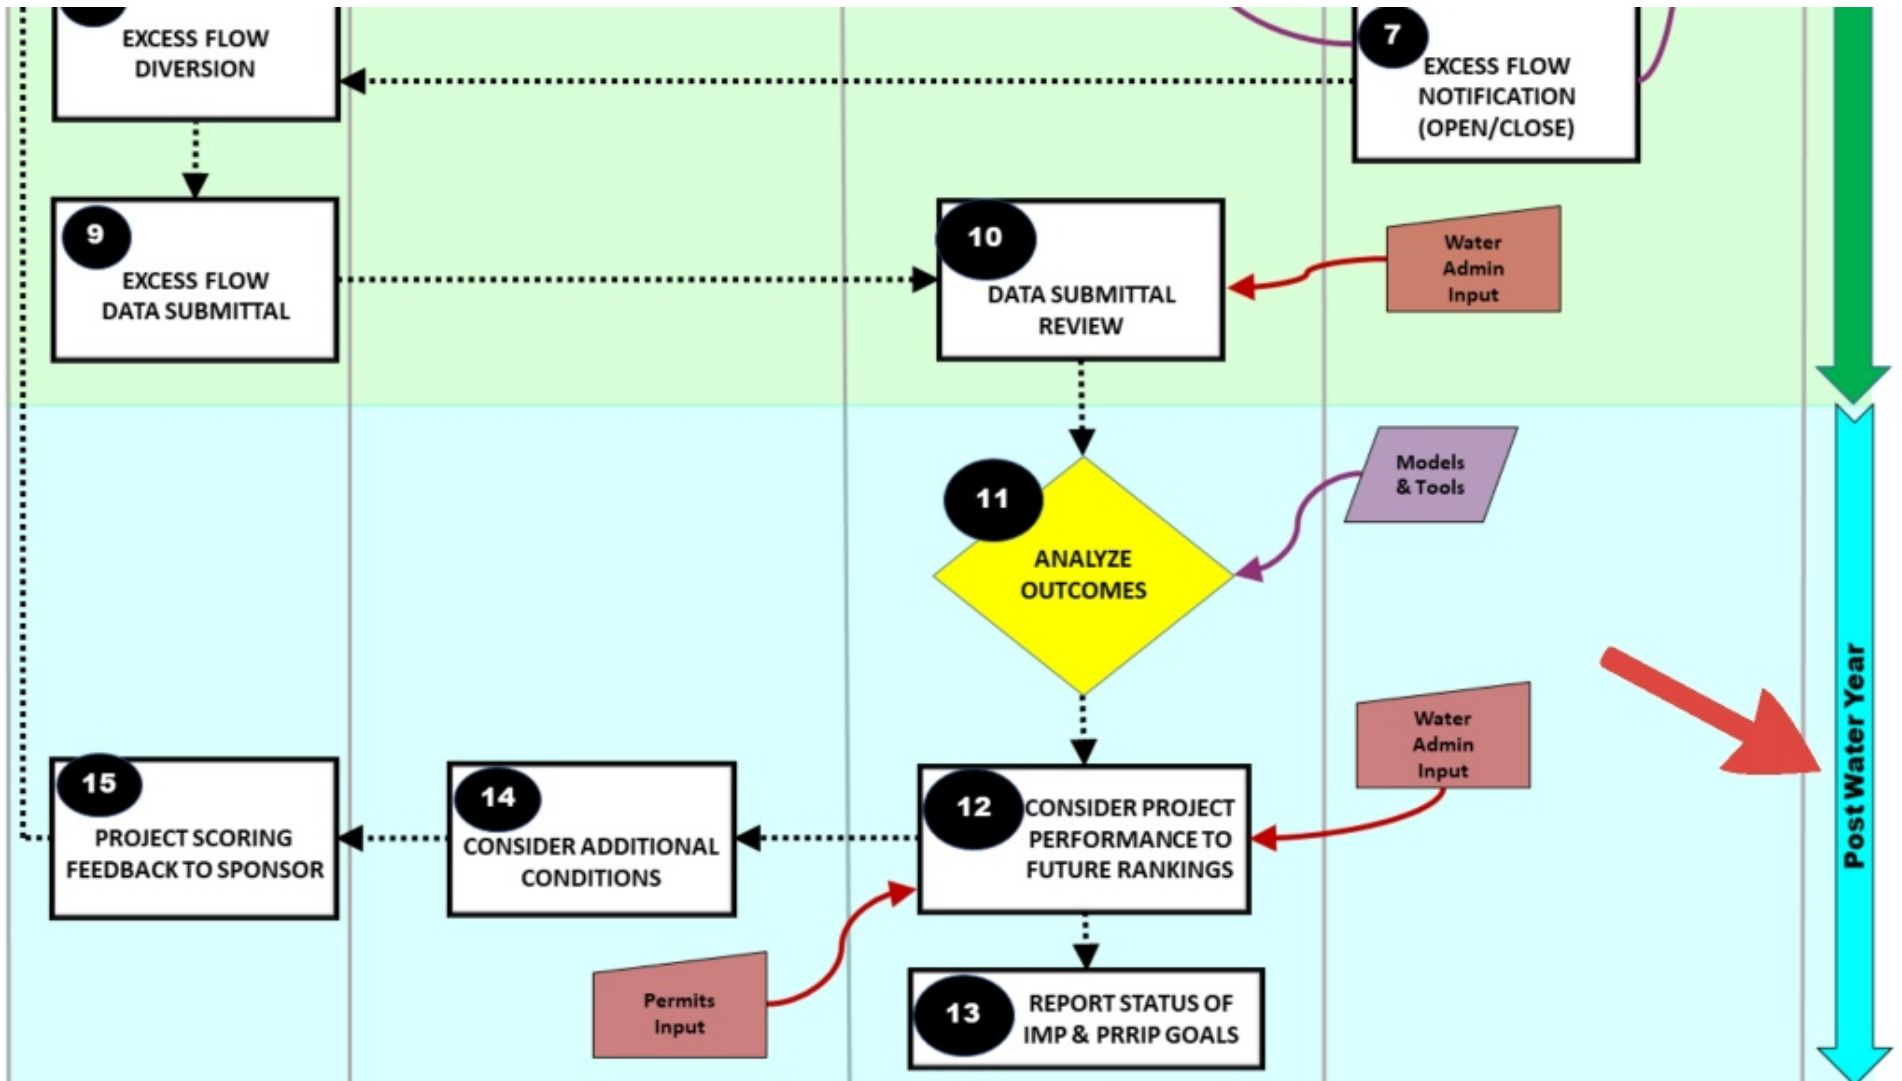 EXCESS FLOW
DIVERSION
7
EXCESS FLOW
NOTIFICATION
(OPEN/CLOSE)
9
EXCESS FLOW
DATA SUBMITTAL
10
DATA SUBMITTAL
REVIEW
Water
Admin
Input
11
ANALYZE
OUTCOMES
Models
& Tools
Post Water Year
15
PROJECT SCORING
FEEDBACK TO SPONSOR
14
CONSIDER ADDITIONAL
CONDITIONS
12
CONSIDER PROJECT
PERFORMANCE TO
FUTURE RANKINGS
Water
Admin
Input
Permits
Input
13
REPORT STATUS OF
IMP & PRRIP GOALS